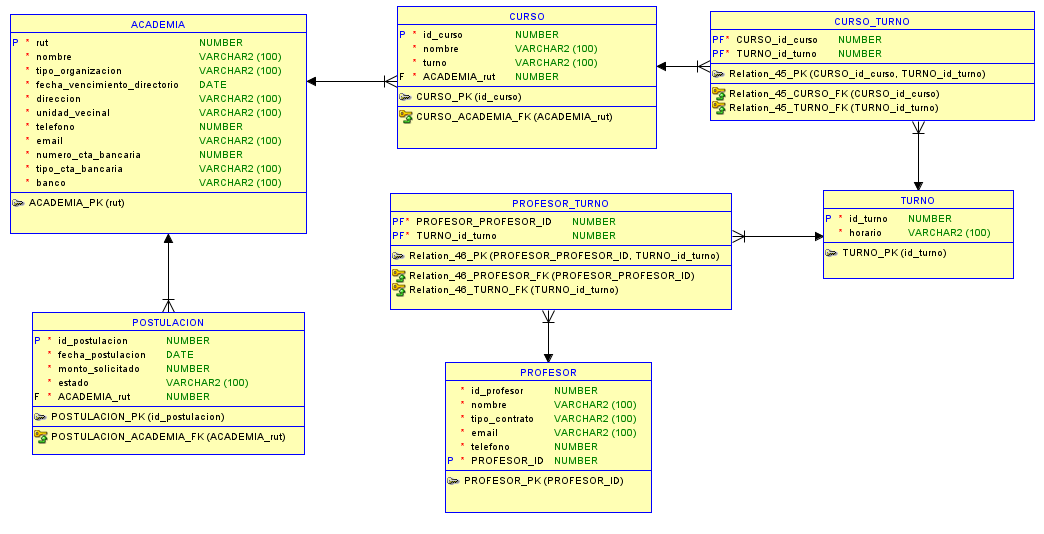 ACADEMIA
P * rut NUMBER
* nombre VARCHAR2 (100)
* tipo_organizacion VARCHAR2 (100)
* fecha_vencimiento_directorio DATE
* direccion VARCHAR2 (100)
* unidad_vecinal VARCHAR2 (100)
* telefono NUMBER
* email VARCHAR2 (100)
* numero_cta_bancaria NUMBER
* tipo_cta_bancaria VARCHAR2 (100)
* banco VARCHAR2 (100)
ACADEMIA_PK (rut)
CURSO
P * id_curso NUMBER
* nombre VARCHAR2 (100)
* turno VARCHAR2 (100)
F * ACADEMIA_rut NUMBER
CURSO_PK (id_curso)
CURSO_ACADEMIA_FK (ACADEMIA_rut)
CURSO_TURNO
PF* CURSO_id_curso NUMBER
PF* TURNO_id_turno NUMBER
Relation_45_PK (CURSO_id_curso, TURNO_id_turno)
Relation_45_CURSO_FK (CURSO_id_curso)
Relation_45_TURNO_FK (TURNO_id_turno)
PROFESOR_TURNO
PF* PROFESOR_PROFESOR_ID NUMBER
PF* TURNO_id_turno NUMBER
Relation_46_PK (PROFESOR_PROFESOR_ID, TURNO_id_turno)
Relation_46_PROFESOR_FK (PROFESOR_PROFESOR_ID)
Relation_46_TURNO_FK (TURNO_id_turno)
TURNO
P * id_turno NUMBER
* horario VARCHAR2 (100)
TURNO_PK (id_turno)
POSTULACION
P * id_postulacion NUMBER
* fecha_postulacion DATE
* monto_solicitado NUMBER
* estado VARCHAR2 (100)
F * ACADEMIA_rut NUMBER
POSTULACION_PK (id_postulacion)
POSTULACION_ACADEMIA_FK (ACADEMIA_rut)
PROFESOR
* id_profesor NUMBER
* nombre VARCHAR2 (100)
* tipo_contrato VARCHAR2 (100)
* email VARCHAR2 (100)
* telefono NUMBER
P * PROFESOR_ID NUMBER
PROFESOR_PK (PROFESOR_ID)